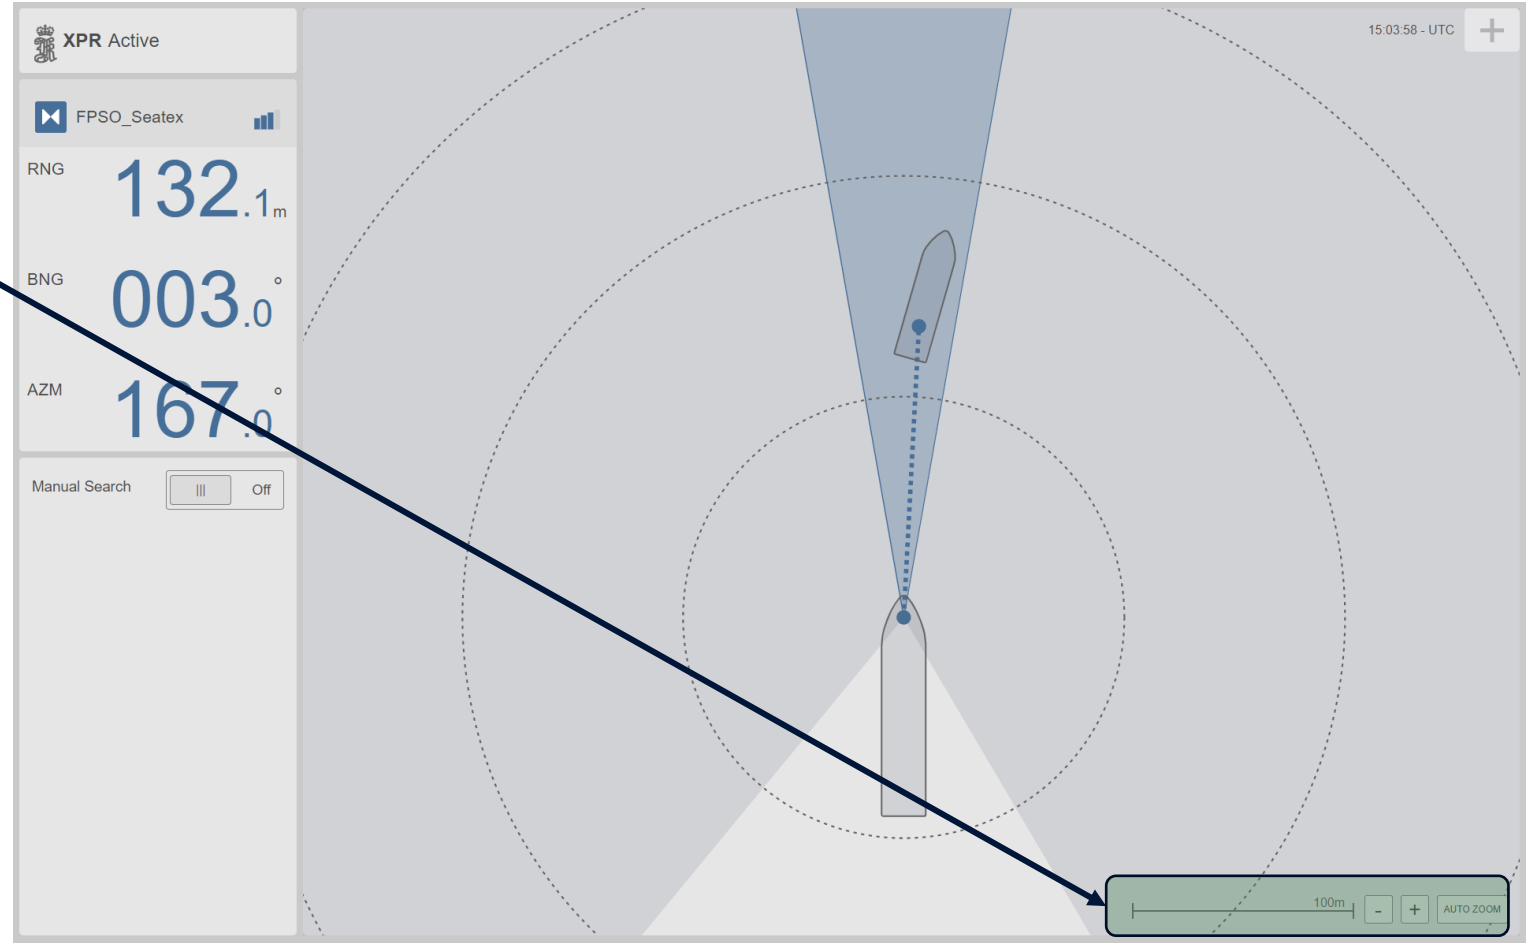 XPR Active
15:03:58 - UTC
+
FPSO_Seatex
RNG 132.1m
BNG 003.0°
AZM 167.0°
Manual Search ||| Off
100m - + AUTO ZOOM